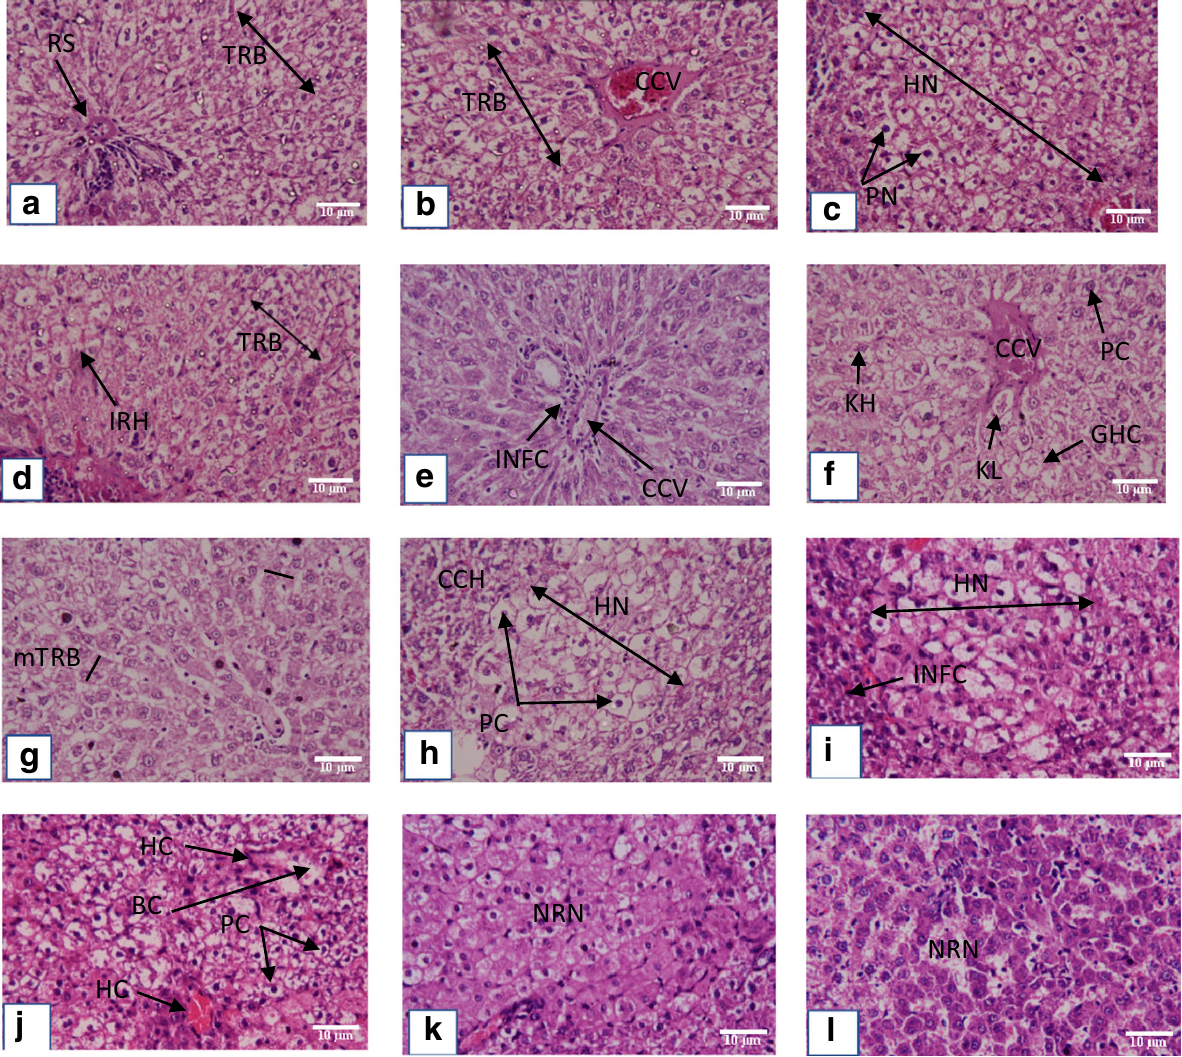 RS
TRB
10 µm
a
CCV
TRB
10 µm
b
HN
PN
10 µm
c
TRB
IRH
10 µm
d
INFC
CCV
10 µm
e
CCV
PC
KH
GHC
KL
10 µm
f
mTRB
10 µm
g
CCH
HN
PC
10 µm
h
HN
INFC
10 µm
i
HC
BC
PC
HC
10 µm
j
NRN
10 µm
k
NRN
10 µm
l